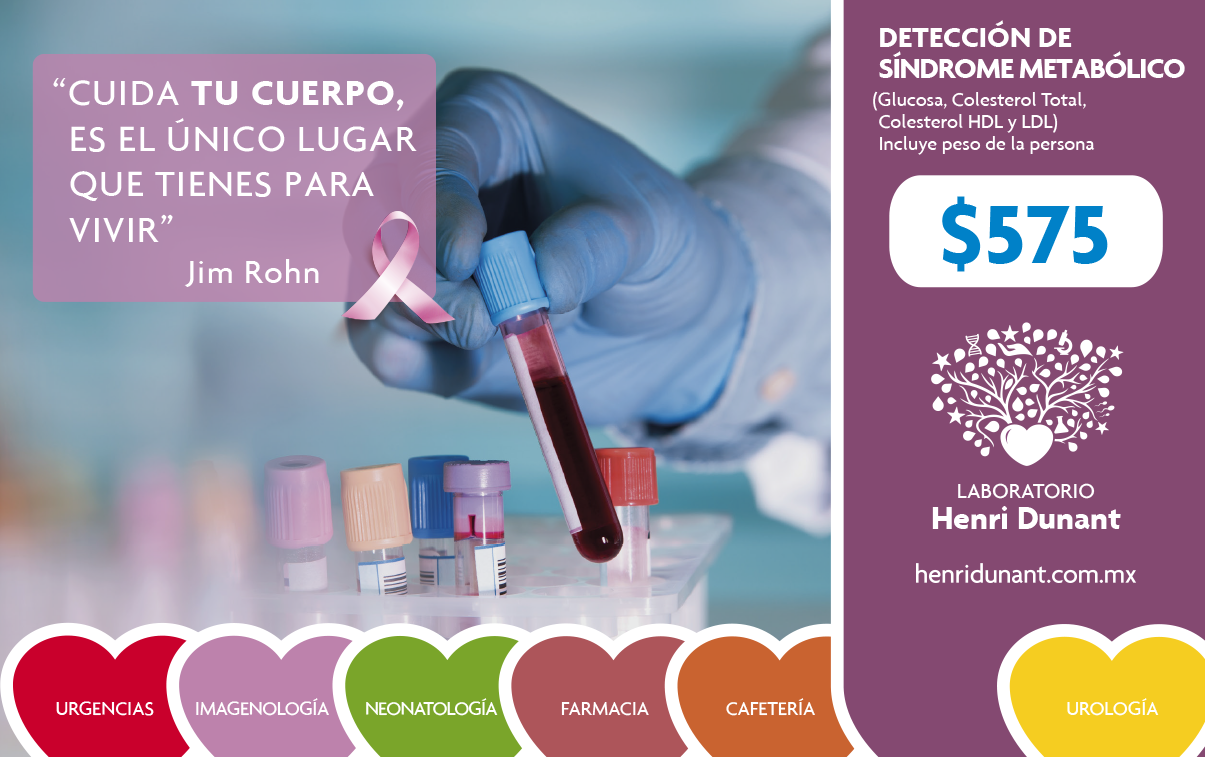 “CUIDA TU CUERPO,
ES EL ÚNICO LUGAR
QUE TIENES PARA
VIVIR”
Jim Rohn
DETECCIÓN DE
SÍNDROME METABÓLICO
(Glucosa, Colesterol Total,
Colesterol HDL y LDL)
Incluye peso de la persona
$575
LABORATORIO
Henri Dunant
henridunant.com.mx
URGENCIAS
IMAGENOLOGÍA
NEONATOLOGÍA
FARMACIA
CAFETERÍA
UROLOGÍA